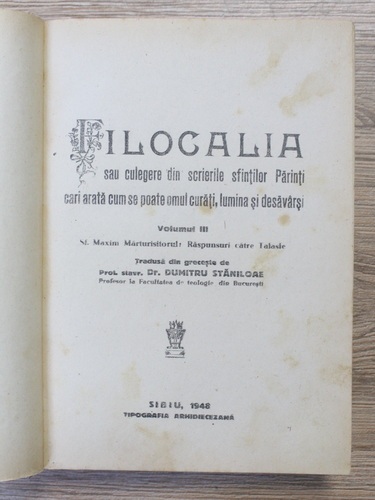 FILOCALIA
sau culegere din scrierile sfinților Părinți
cari arată cum se poate omul curăți, lumina și desăvârși
Volumul III
Sf. Maxim Mărturisitorul: Răspunsuri către Talasie
Tradusă din grecește de
Prot. stavr. Dr. DUMITRU STĂNILOAE
Profesor la Facultatea de teologie din București
SIBIU, 1948
TIPOGRAFIA ARHIDIECEZANĂ